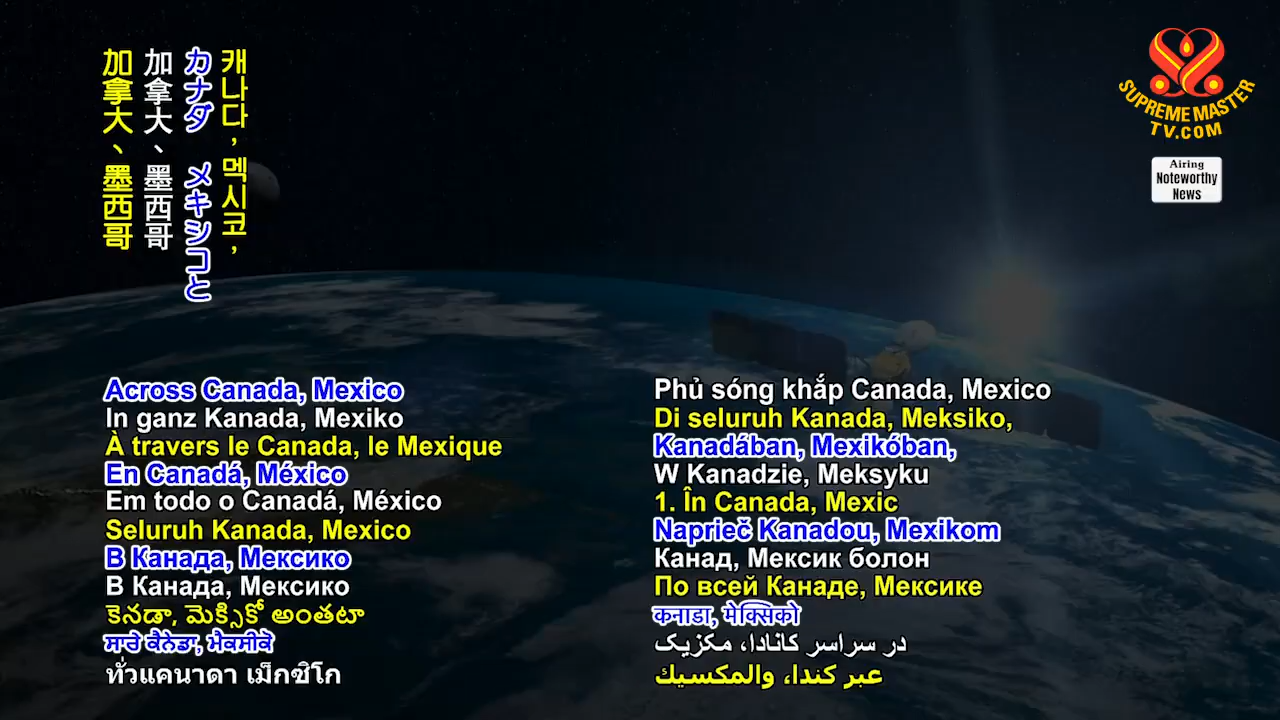 加拿大、墨西哥
加拿大、墨西哥
カナダ メキシコと
캐나다, 멕시코,
SUPREME MASTER
TV.COM
Airing
Noteworthy
News
Across Canada, Mexico
In ganz Kanada, Mexiko
À travers le Canada, le Mexique
En Canadá, México
Em todo o Canadá, México
Seluruh Kanada, Mexico
В Канада, Мексико
В Канада, Мексико
కెనడా, మెక్సికో అంతటా
ਸਾਰੇ ਕੈਨੇਡਾ, ਮੈਕਸੀਕੋ
ทั่วแคนาดา เม็กซิโก
Phủ sóng khắp Canada, Mexico
Di seluruh Kanada, Meksiko,
Kanadában, Mexikóban,
W Kanadzie, Meksyku
1. În Canada, Mexic
Naprieč Kanadou, Mexikom
Канад, Мексик болон
По всей Канаде, Мексике
कनाडा, मेक्सिको
در سراسر کانادا، مکزیک
عبر كندا، والمكسيك